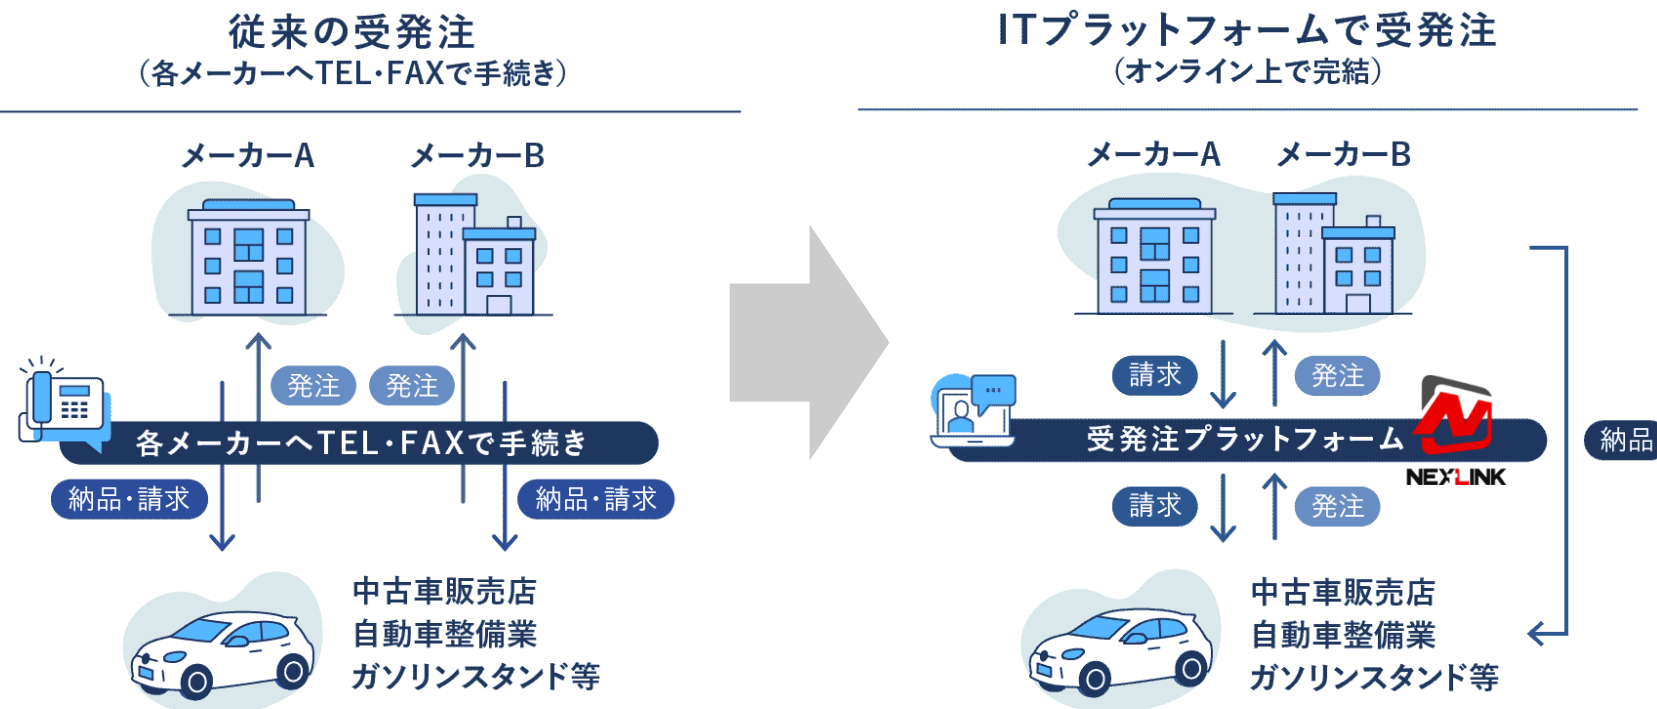 従来の受発注
（各メーカーへTEL・FAXで手続き）
メーカーA
メーカーB
発注
発注
各メーカーへTEL・FAXで手続き
納品・請求
納品・請求
中古車販売店
自動車整備業
ガソリンスタンド等
ITプラットフォームで受発注
（オンライン上で完結）
メーカーA
メーカーB
請求
発注
受発注プラットフォーム
NEXLINK
納品
請求
発注
中古車販売店
自動車整備業
ガソリンスタンド等